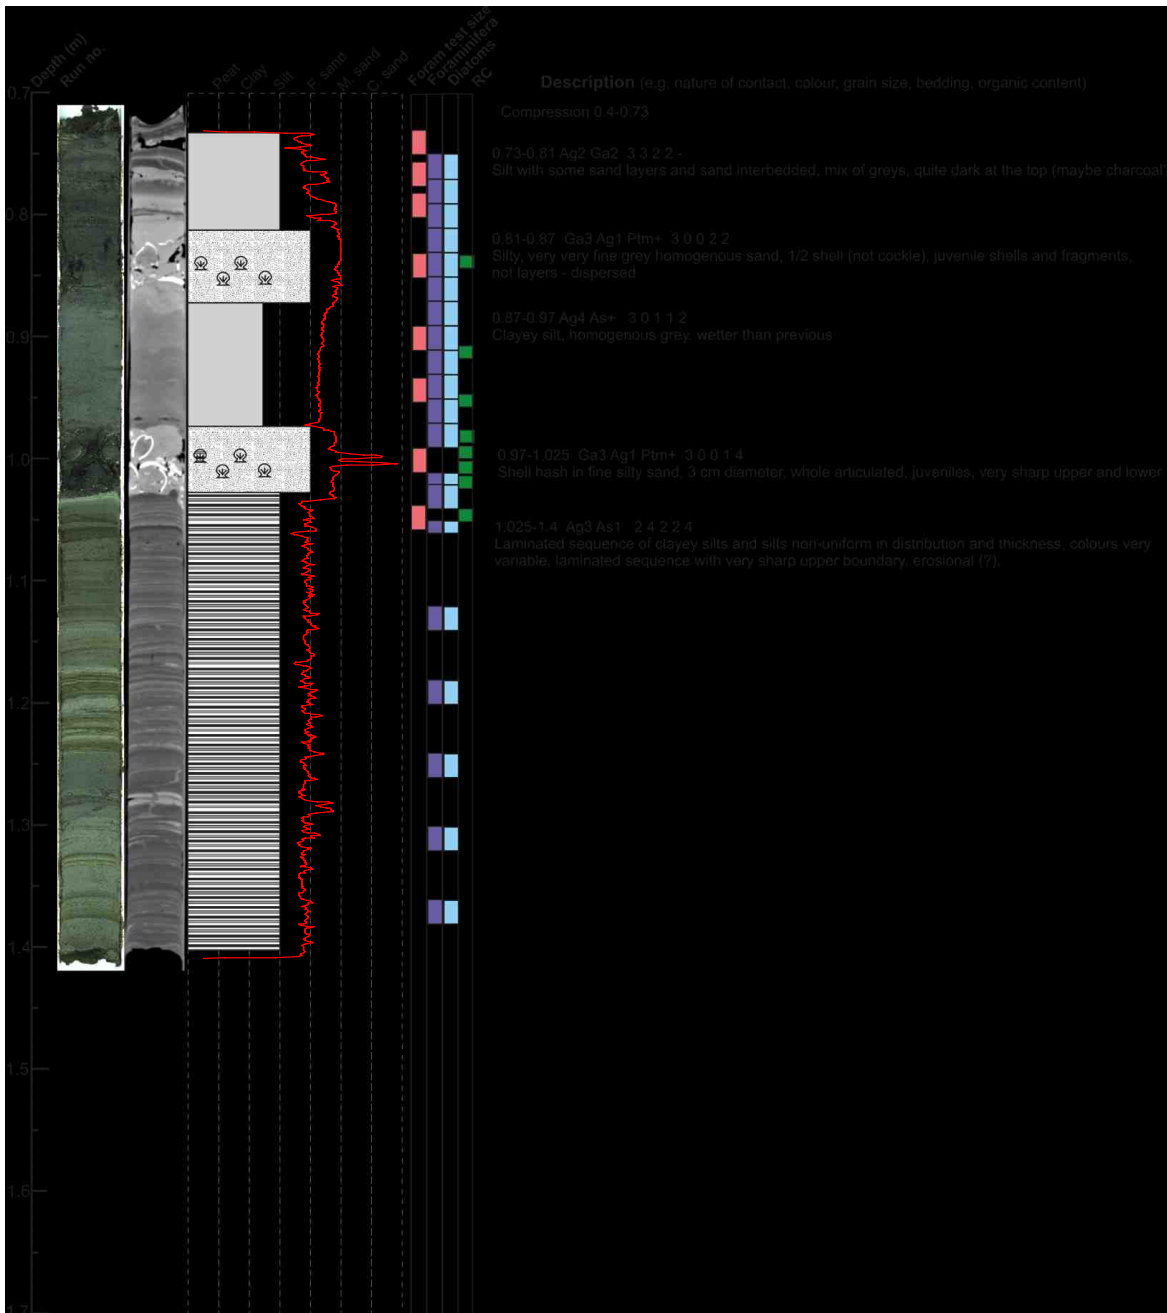 Depth (m)
Run no.
Peat
Clay
Silt
F. sand
M. sand
C. sand
Foram test size
Foraminifera
Diatoms
RC
Description (e.g. nature of contact, colour, grain size, bedding, organic content)
0.7
Compression 0.4-0.73
0.73-0.81 Ag2 Ga2 3 3 2 2 -
Silt with some sand layers and sand interbedded, mix of greys, quite dark at the top (maybe charcoal
0.8
0.81-0.87 Ga3 Ag1 Ptm+ 3 0 0 2 2
Silty, very very fine grey homogenous sand, 1/2 shell (not cockle), juvenile shells and fragments,
not layers - dispersed
0.87-0.97 Ag4 As+ 3 0 1 1 2
Clayey silt, homogenous grey, wetter than previous
0.9
0.97-1.025 Ga3 Ag1 Ptm+ 3 0 0 1 4
1.0
Shell hash in fine silty sand, 3 cm diameter, whole articulated, juveniles, very sharp upper and lower
1.025-1.4 Ag3 As1 2 4 2 2 4
Laminated sequence of clayey silts and silts non-uniform in distribution and thickness, colours very
variable, laminated sequence with very sharp upper boundary, erosional (?).
1.1
1.2
1.3
1.4
1.5
1.6
1.7